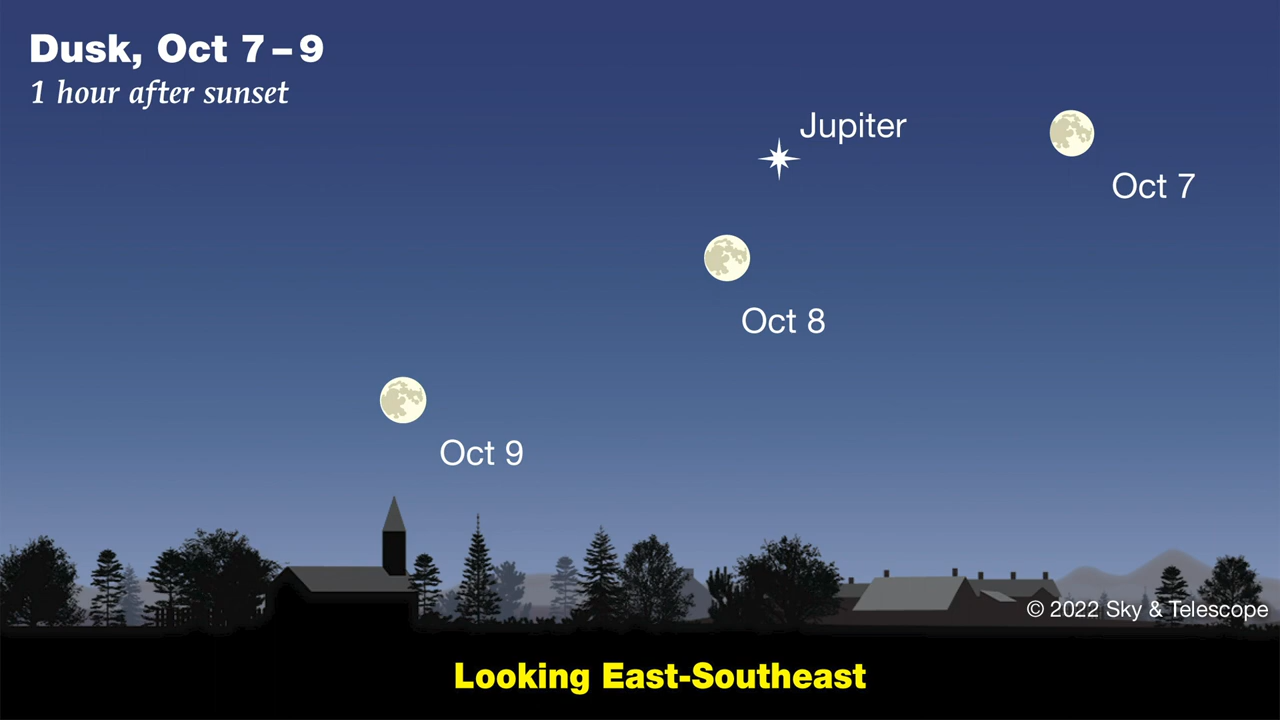 Dusk, Oct 7–9
1 hour after sunset
Jupiter
Oct 7
Oct 8
Oct 9
© 2022 Sky & Telescope
Looking East-Southeast